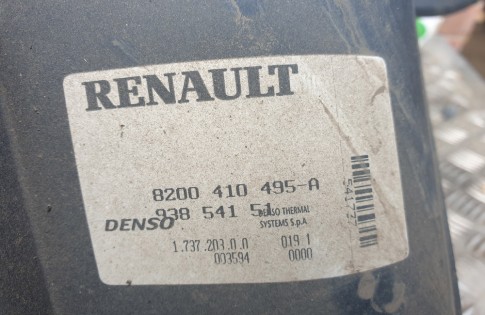 RENAULT
8200 410 495-A
938 541 51
DENSO DENSO THERMAL
SYSTEMS S.p.A
1.737.203.0.0 019 1
003594 0000
54173